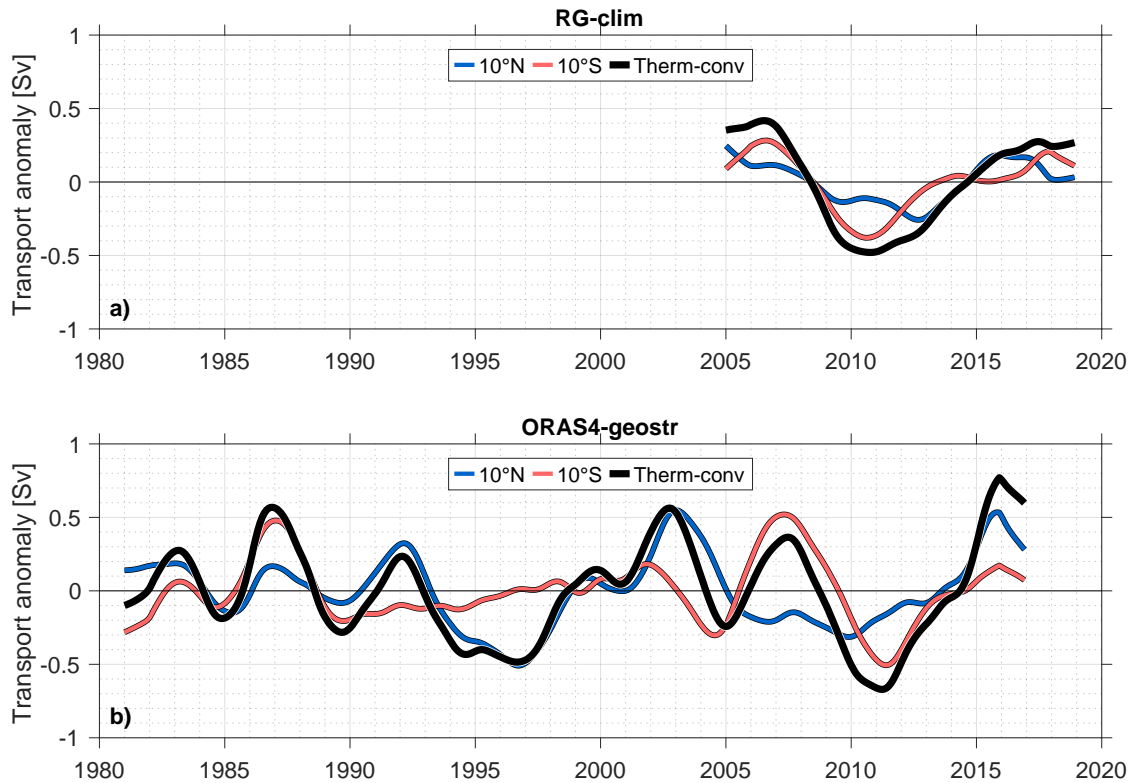 RG-clim
1
0.5
0
-0.5
-1
Transport anomaly [Sv]
10°N 10°S Therm-conv
a)
1980 1985 1990 1995 2000 2005 2010 2015 2020
ORAS4-geostr
1
0.5
0
-0.5
-1
Transport anomaly [Sv]
10°N 10°S Therm-conv
b)
1980 1985 1990 1995 2000 2005 2010 2015 2020